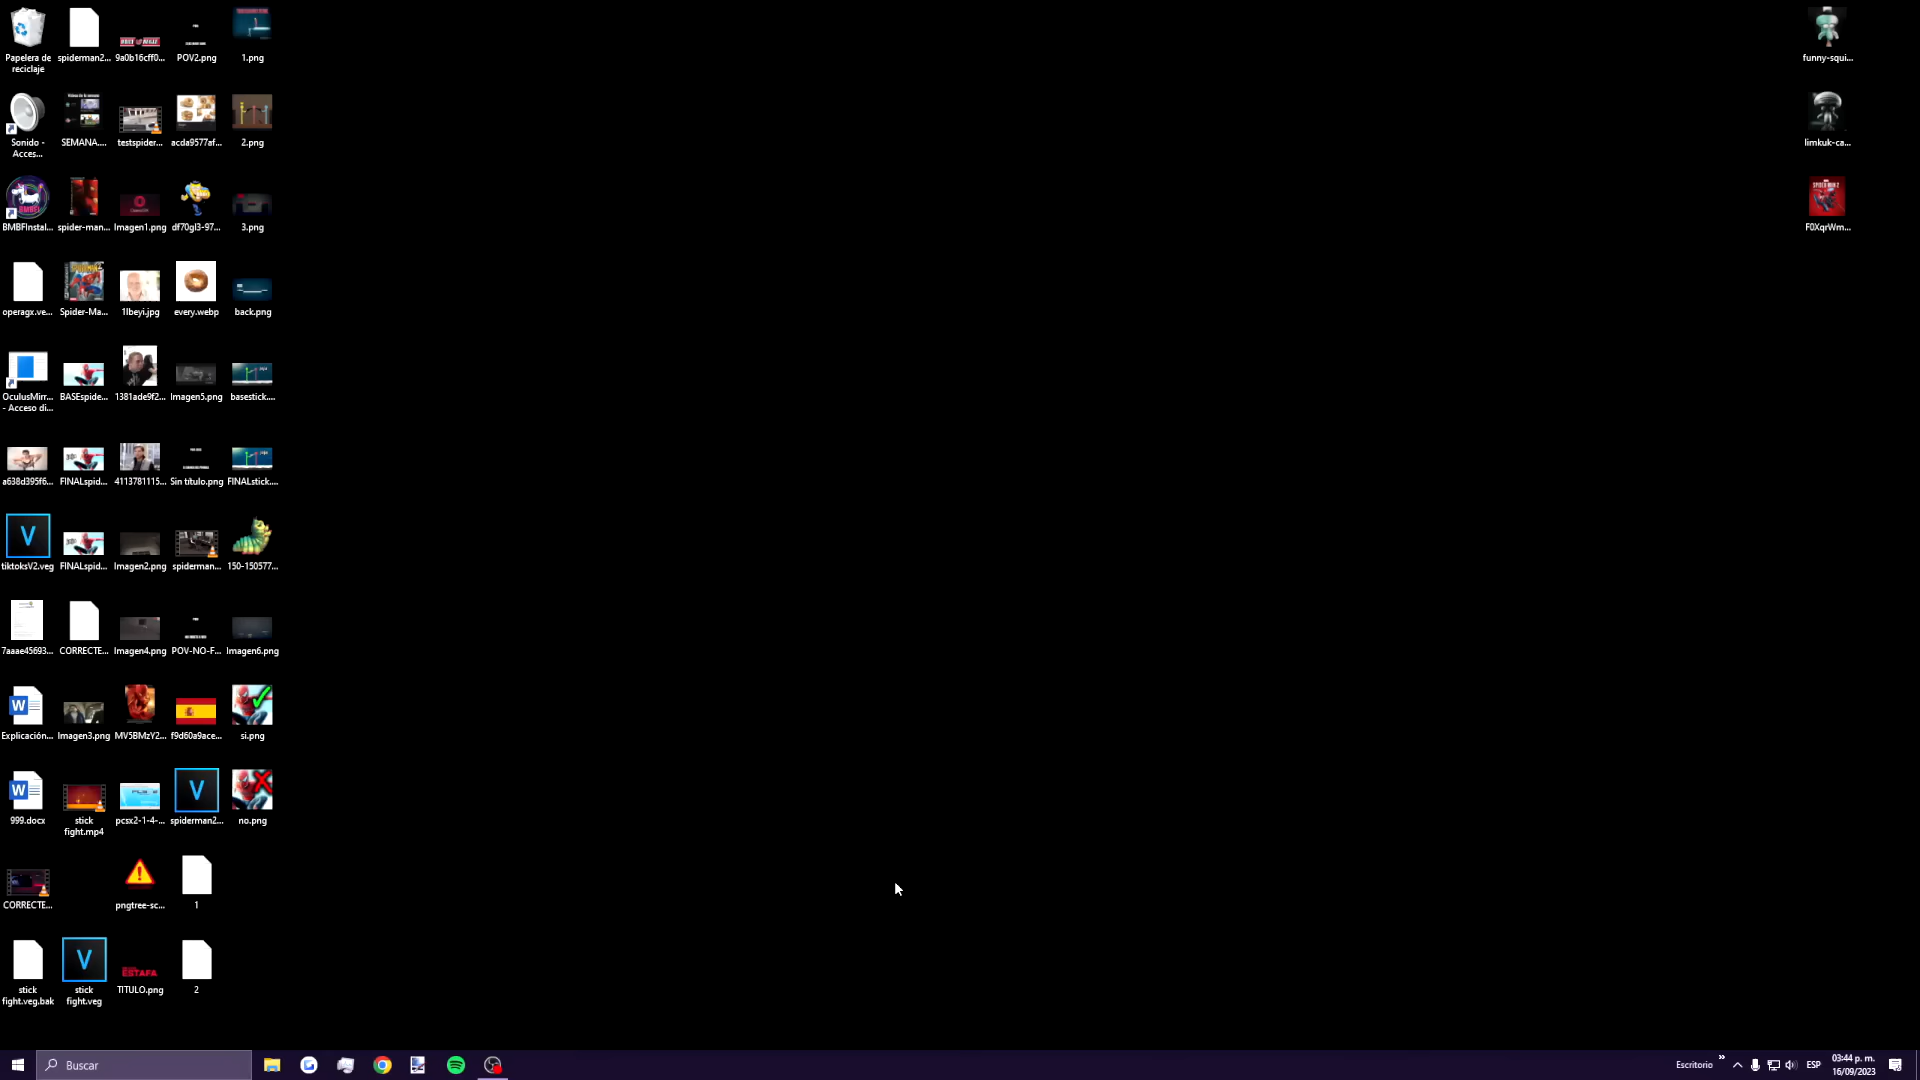 Papelera de
reciclaje
spiderman2...
9a0b16cff0...
POV2.png
1.png
funny-squi...
Sonido -
Acces...
SEMANA....
testspider...
acda9577af...
2.png
limkuk-ca...
BMBFInstal...
spider-man...
Imagen1.png
df70gl3-97...
3.png
F0XqrWm...
operagx.ve...
Spider-Ma...
1lbeyi.jpg
every.webp
back.png
OculusMirr...
- Acceso di...
BASEspide...
1381ade9f2...
Imagen5.png
basestick....
a638d395f6...
FINALspid...
4113781115...
Sin título.png
FINALstick....
V
tiktoksV2.veg
FINALspid...
Imagen2.png
spiderman...
150-150577...
7aaae45693...
CORRECTE...
Imagen4.png
POV-NO-F...
Imagen6.png
W
Explicación...
Imagen3.png
MV5BMzY2...
f9d60a9ace...
si.png
W
999.docx
stick
fight.mp4
pcsx2-1-4-...
V
spiderman2...
no.png
CORRECTE...
pngtree-sc...
1
stick
fight.veg.bak
V
stick
fight.veg
ESTAFA
TITULO.png
2
Buscar
Escritorio
ESP
03:44 p. m.
16/09/2023